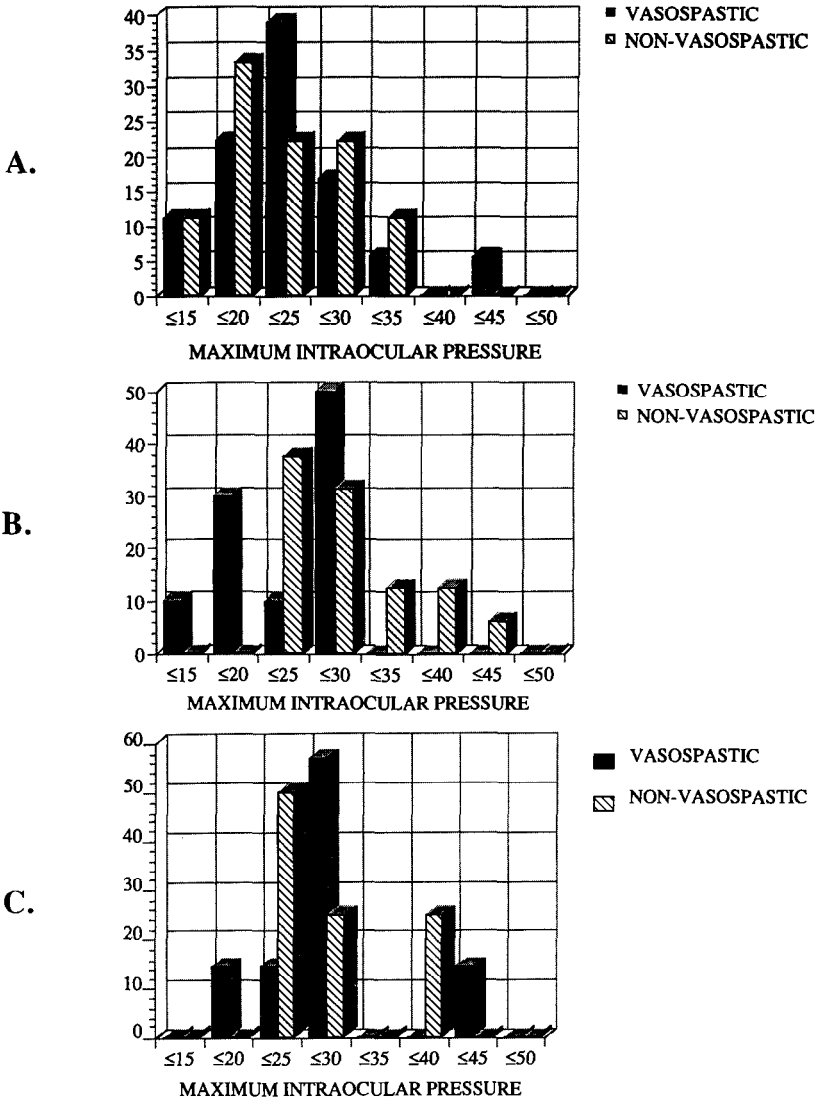 A.
40
35
30
25
20
15
10
5
0
■ VASOSPASTIC
NON-VASOSPASTIC
≤15 ≤20 ≤25 ≤30 ≤35 ≤40 ≤45 ≤50
MAXIMUM INTRAOCULAR PRESSURE
B.
50
40
30
20
10
0
VASOSPASTIC
NON-VASOSPASTIC
≤15 ≤20 ≤25 ≤30 ≤35 ≤40 ≤45 ≤50
MAXIMUM INTRAOCULAR PRESSURE
C.
60
50
40
30
20
10
0
VASOSPASTIC
NON-VASOSPASTIC
≤15 ≤20 ≤25 ≤30 ≤35 ≤40 ≤45 ≤50
MAXIMUM INTRAOCULAR PRESSURE